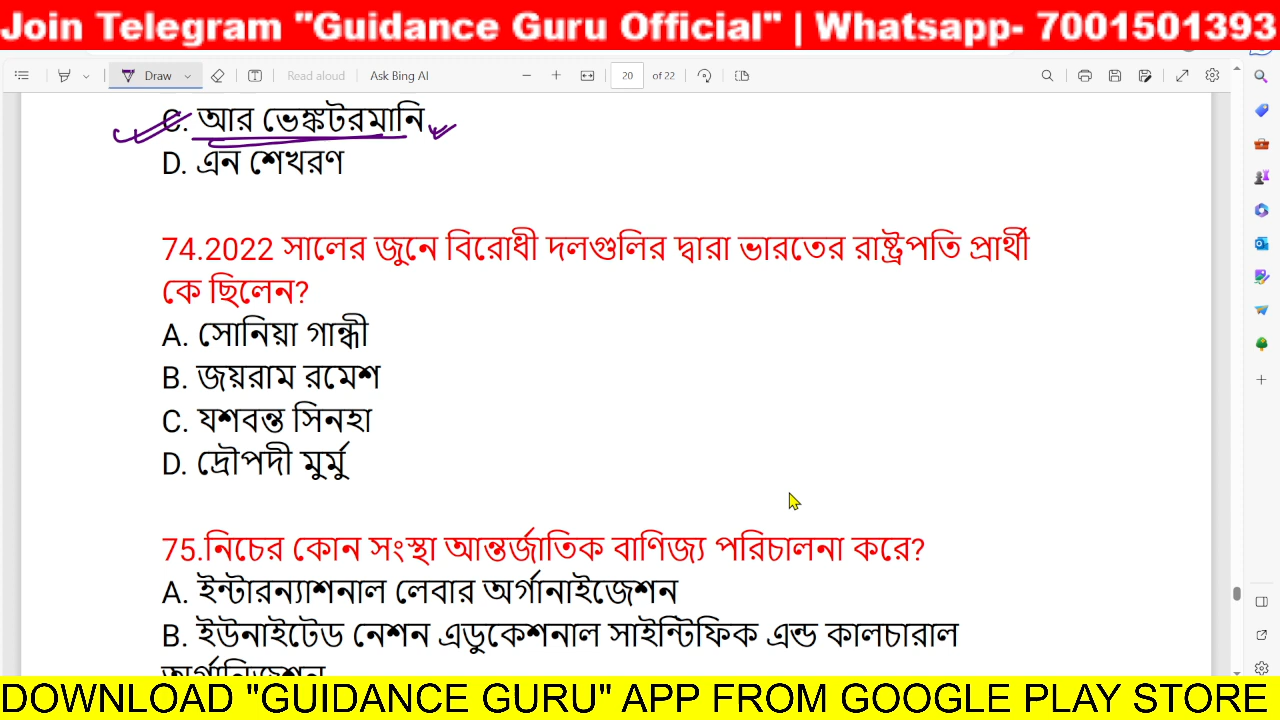 Join Telegram "Guidance Guru Official" | Whatsapp- 7001501393
Draw
Read aloud
Ask Bing AI
20
of 22
C. আর ভেঙ্কটরমানি
D. এন শেখরণ
74.2022 সালের জুনে বিরোধী দলগুলির দ্বারা ভারতের রাষ্ট্রপতি প্রার্থী
কে ছিলেন?
A. সোনিয়া গান্ধী
B. জয়রাম রমেশ
C. যশবন্ত সিনহা
D. দ্রৌপদী মুর্মু
75.নিচের কোন সংস্থা আন্তর্জাতিক বাণিজ্য পরিচালনা করে?
A. ইন্টারন্যাশনাল লেবার অর্গানাইজেশন
B. ইউনাইটেড নেশন এডুকেশনাল সাইন্টিফিক এন্ড কালচারাল
DOWNLOAD "GUIDANCE GURU" APP FROM GOOGLE PLAY STORE